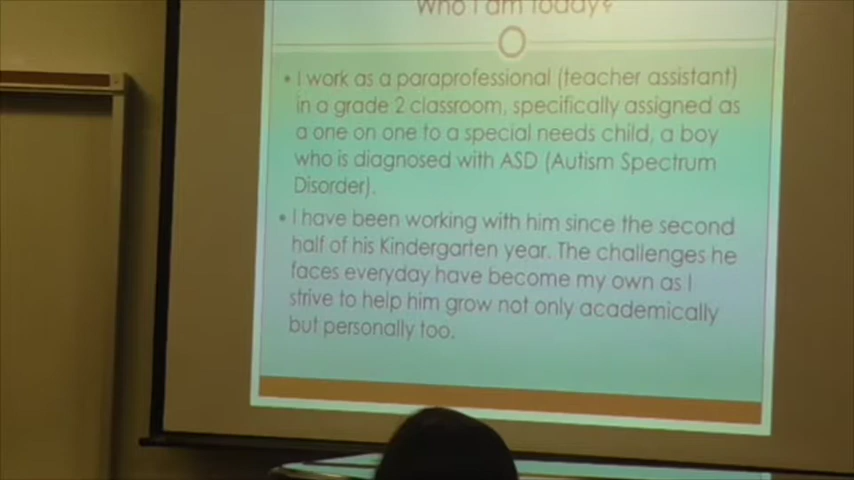 Who I am Today?
• I work as a paraprofessional (teacher assistant)
in a grade 2 classroom, specifically assigned as
a one on one to a special needs child, a boy
who is diagnosed with ASD (Autism Spectrum
Disorder).
• I have been working with him since the second
half of his Kindergarten year. The challenges he
faces everyday have become my own as I
strive to help him grow not only academically
but personally too.